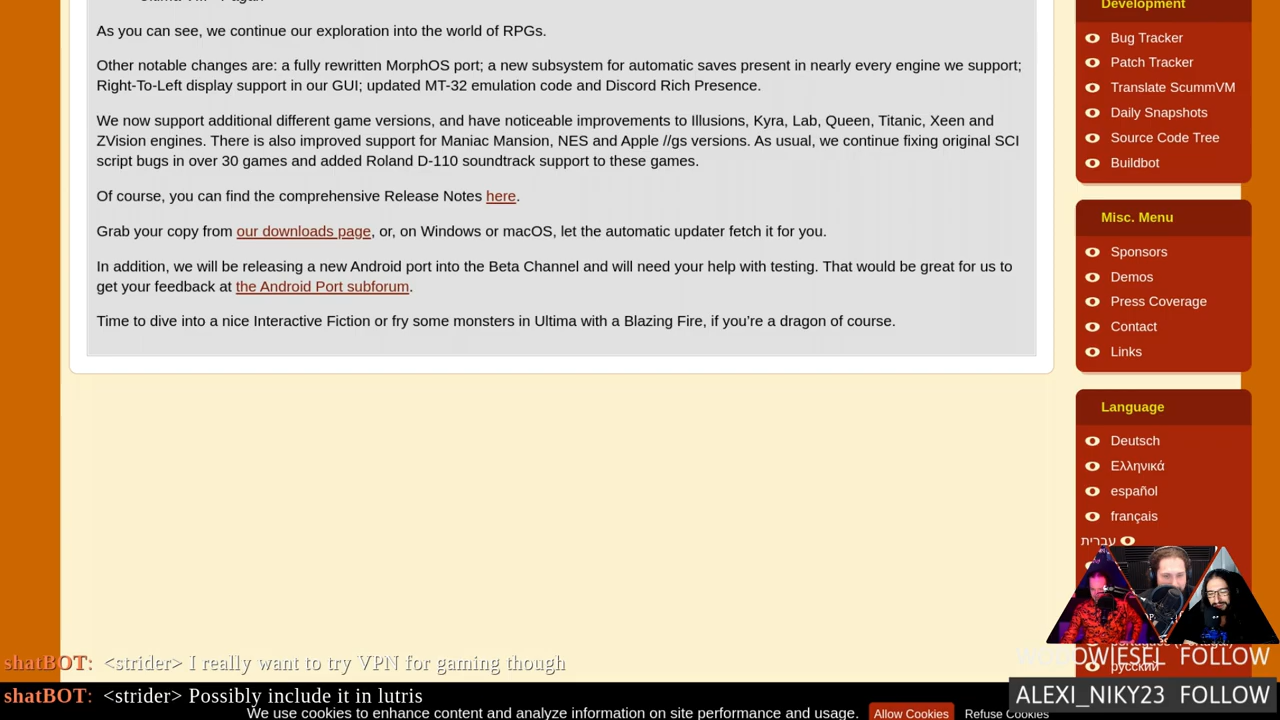 As you can see, we continue our exploration into the world of RPGs.
Other notable changes are: a fully rewritten MorphOS port; a new subsystem for automatic saves present in nearly every engine we support;
Right-To-Left display support in our GUI; updated MT-32 emulation code and Discord Rich Presence.
We now support additional different game versions, and have noticeable improvements to Illusions, Kyra, Lab, Queen, Titanic, Xeen and
ZVision engines. There is also improved support for Maniac Mansion, NES and Apple //gs versions. As usual, we continue fixing original SCI
script bugs in over 30 games and added Roland D-110 soundtrack support to these games.
Of course, you can find the comprehensive Release Notes here.
Grab your copy from our downloads page, or, on Windows or macOS, let the automatic updater fetch it for you.
In addition, we will be releasing a new Android port into the Beta Channel and will need your help with testing. That would be great for us to
get your feedback at the Android Port subforum.
Time to dive into a nice Interactive Fiction or fry some monsters in Ultima with a Blazing Fire, if you’re a dragon of course.
Development
Bug Tracker
Patch Tracker
Translate ScummVM
Daily Snapshots
Source Code Tree
Buildbot
Misc. Menu
Sponsors
Demos
Press Coverage
Contact
Links
Language
Deutsch
Ελληνικά
español
français
עברית
русский
FOLLOW
ALEXI_NIKY23 FOLLOW
shatBOT: <strider> I really want to try VPN for gaming though
shatBOT: <strider> Possibly include it in lutris
We use cookies to enhance content and analyze information on site performance and usage. Allow Cookies Refuse Cookies